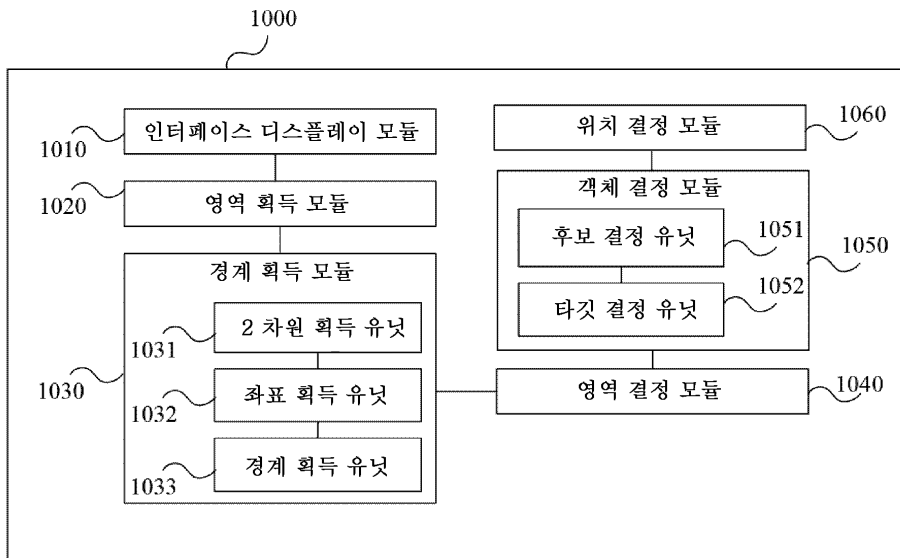 1000
인터페이스 디스플레이 모듈
1010
영역 획득 모듈
1020
경계 획득 모듈
2 차원 획득 유닛
1031
1030
좌표 획득 유닛
1032
경계 획득 유닛
1033
위치 결정 모듈
1060
객체 결정 모듈
후보 결정 유닛
1051
1050
타깃 결정 유닛
1052
영역 결정 모듈
1040